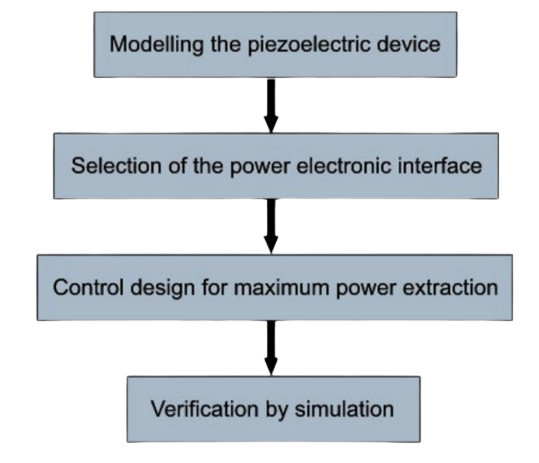 Modelling the piezoelectric device
Selection of the power electronic interface
Control design for maximum power extraction
Verification by simulation